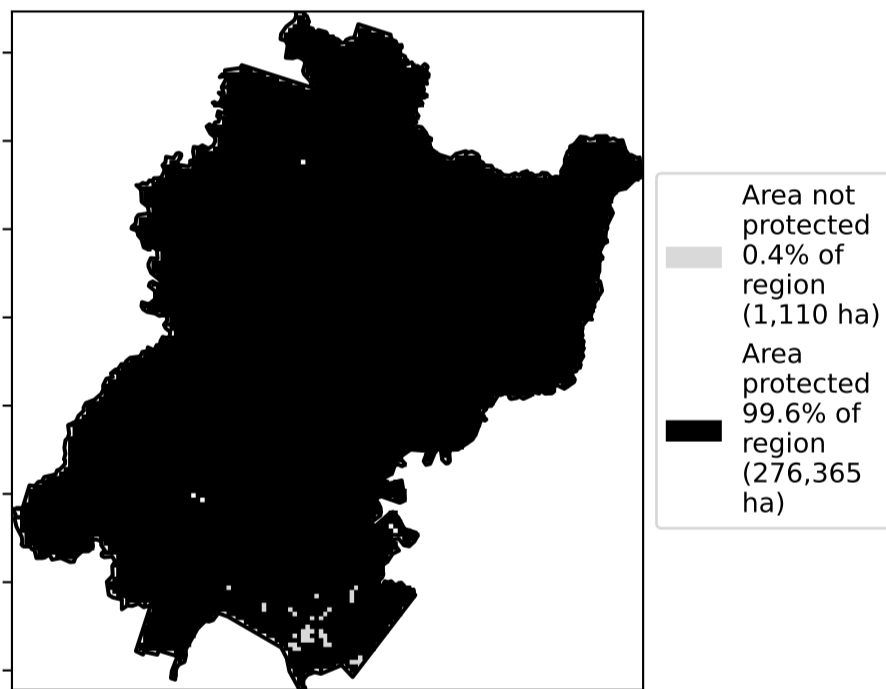 Area not
protected
0.4% of
region
(1,110 ha)
Area
protected
99.6% of
region
(276,365
ha)